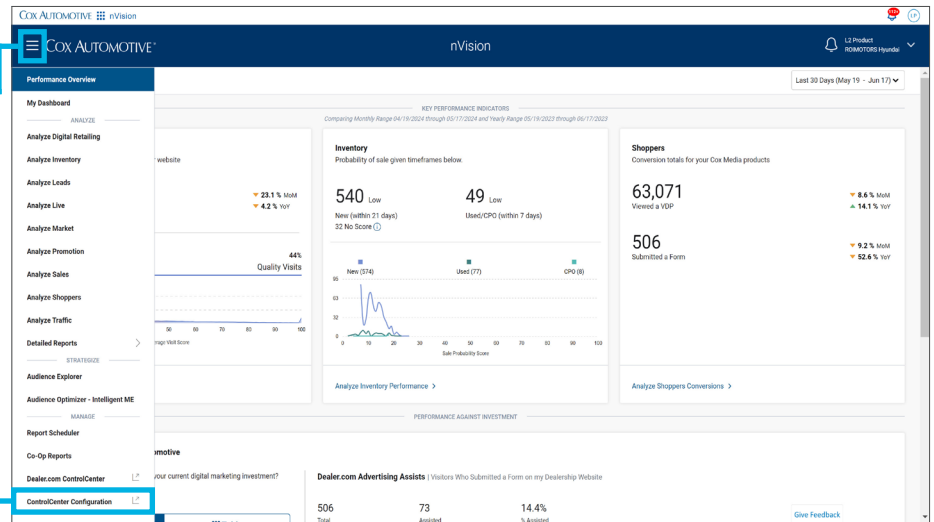 COX AUTOMOTIVE nVision
LP
COX AUTOMOTIVE®
nVision
L2 Product
ROIMOTORS Hyundai
Performance Overview
Last 30 Days (May 19 - Jun 17)
My Dashboard
ANALYZE
Analyze Digital Retailing
Analyze Inventory
Analyze Leads
Analyze Live
Analyze Market
Analyze Promotion
Analyze Sales
Analyze Shoppers
Analyze Traffic
Detailed Reports
STRATEGIZE
Audience Explorer
Audience Optimizer - Intelligent ME
MANAGE
Report Scheduler
Co-Op Reports
Dealer.com ControlCenter
ControlCenter Configuration
KEY PERFORMANCE INDICATORS
Comparing Monthly Range 04/19/2024 through 05/17/2024 and Yearly Range 05/19/2023 through 06/17/2023
website
23.1 % MoM
4.2 % YoY
44%
Quality Visits
50 60 70 80 90 100
Visit Score
Inventory
Probability of sale given timeframes below.
540 Low
49 Low
New (within 21 days)
Used/CPO (within 7 days)
32 No Score
New (574)
Used (77)
CPO (8)
95
63
32
0
0 10 20 30 40 50 60 70 80 90 100
Sale Probability Score
Analyze Inventory Performance >
Shoppers
Conversion totals for your Cox Media products
63,071
Viewed a VDP
8.6 % MoM
14.1 % YoY
506
Submitted a Form
9.2 % MoM
52.6 % YoY
Analyze Shoppers Conversions >
PERFORMANCE AGAINST INVESTMENT
motive
your current digital marketing investment?
Dealer.com Advertising Assists | Visitors Who Submitted a Form on my Dealership Website
506
Total
73
Assisted
14.4%
% Assisted
Give Feedback